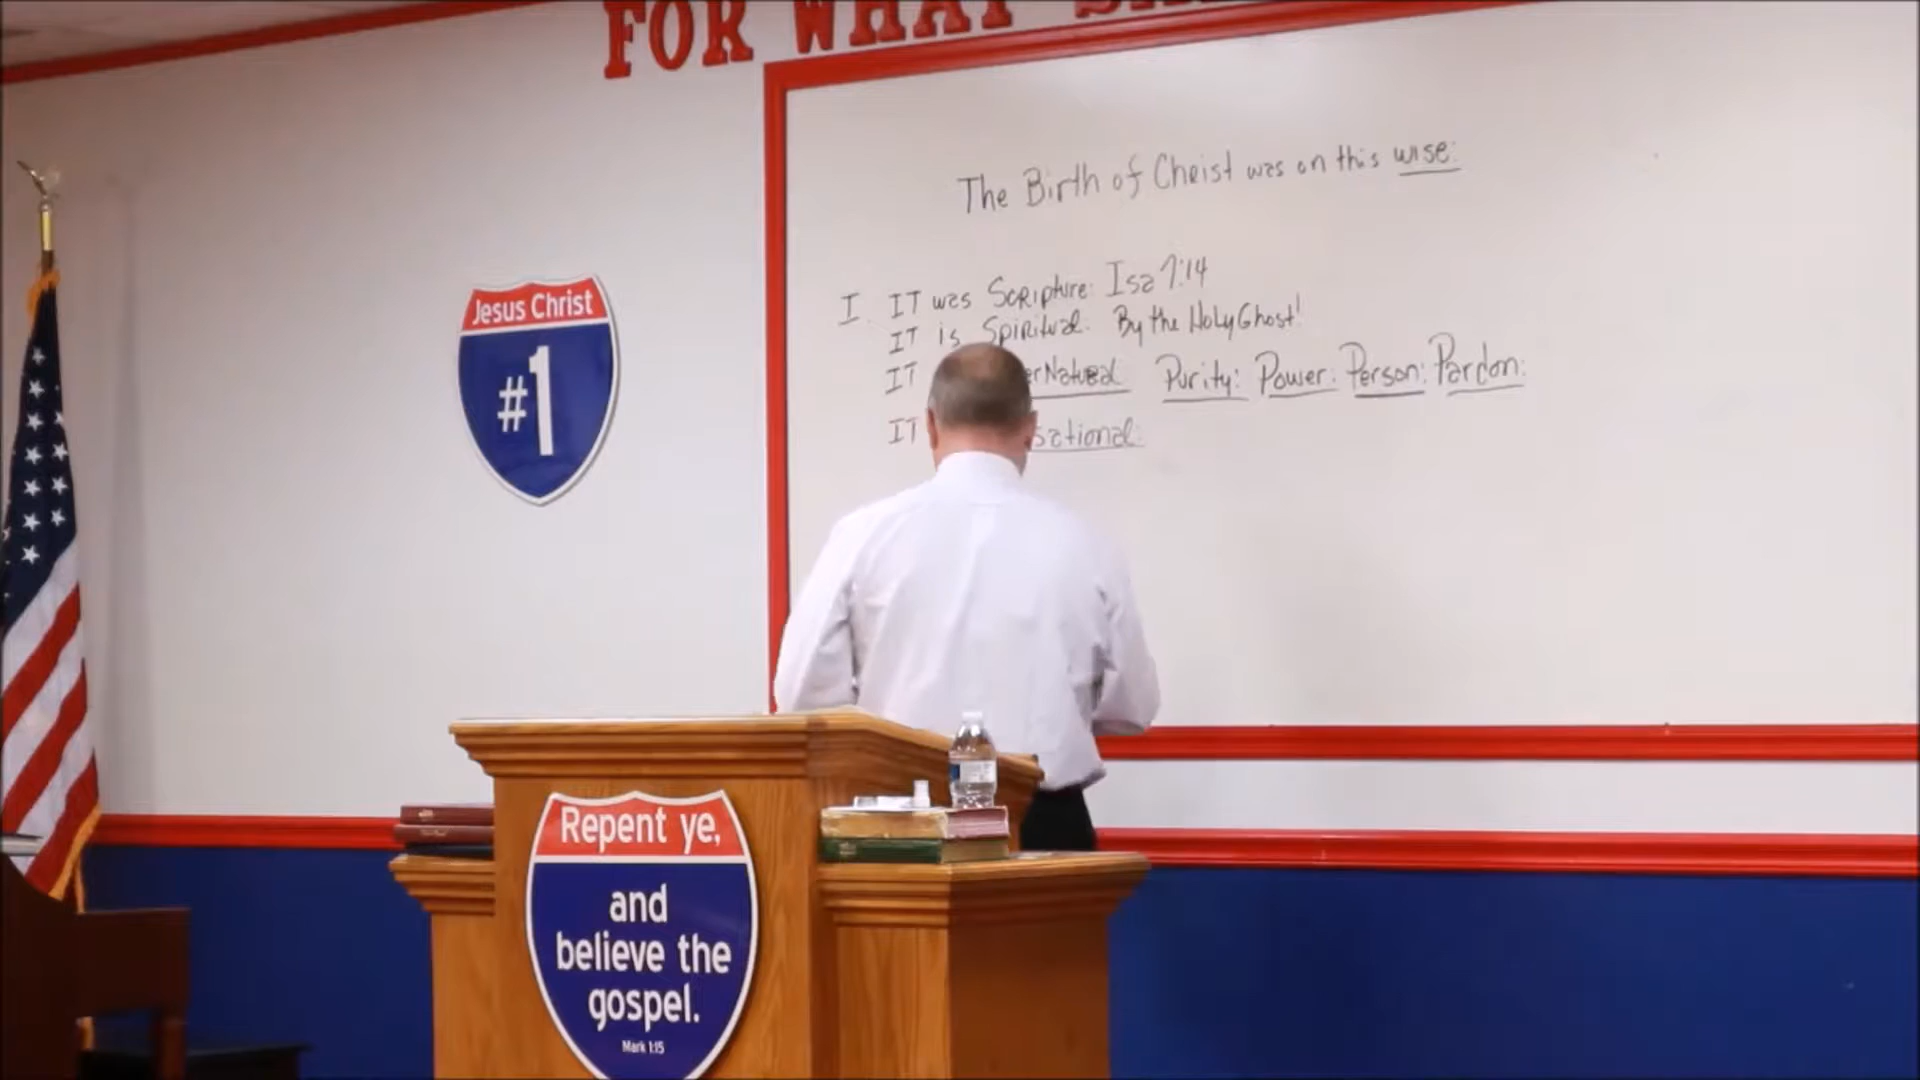 FOR WHAT
The Birth of Christ was on this wise:
I. IT was Scripture: Isa 7:14
IT is Spiritual: By the Holy Ghost!
IT erNatural Purity: Power: Person: Pardon:
IT sational:
Jesus Christ
#1
Repent ye,
and
believe the
gospel.
Mark 1:15